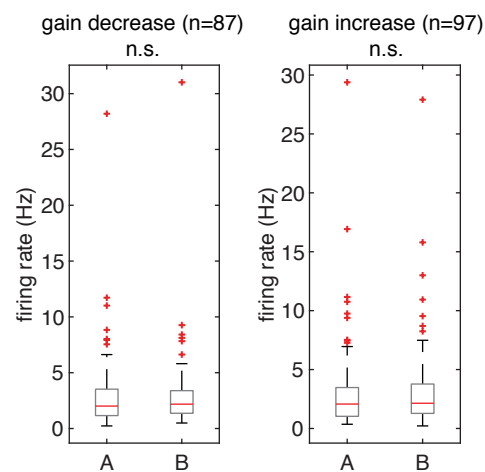 gain decrease (n=87)
n.s.
firing rate (Hz)
30
25
20
15
10
5
0
A B
gain increase (n=97)
n.s.
firing rate (Hz)
30
25
20
15
10
5
0
A B